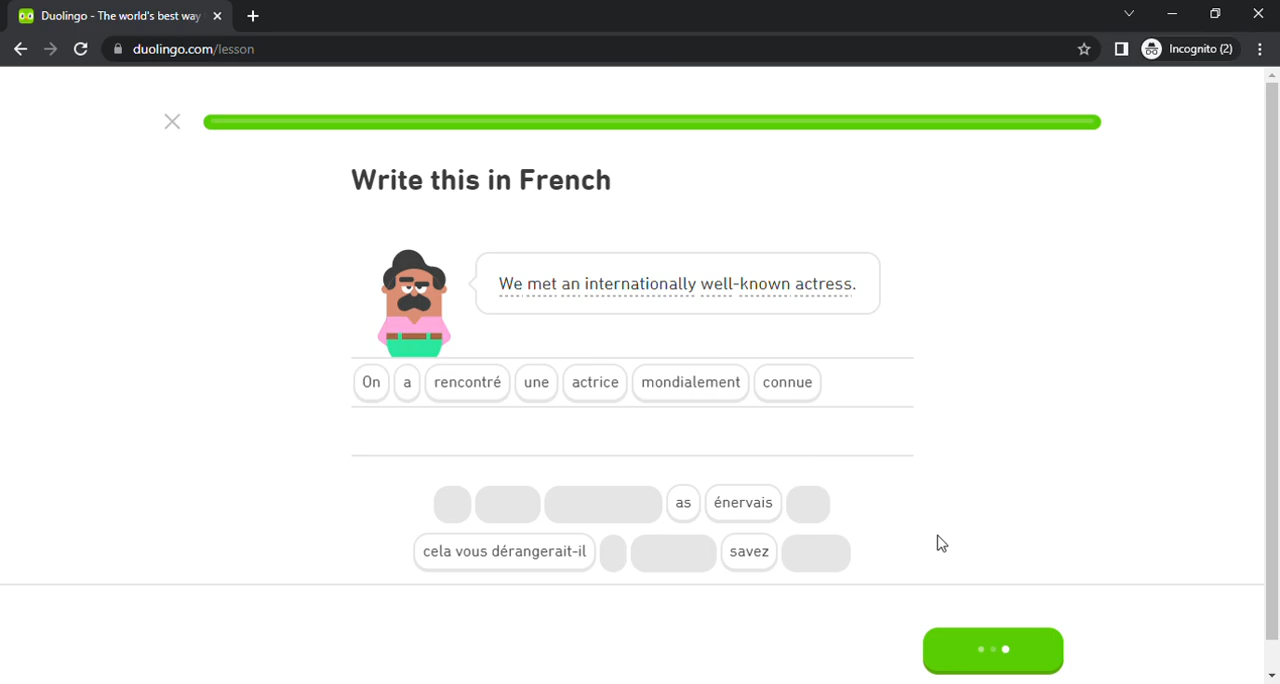 Duolingo - The world's best way
duolingo.com/lesson
Incognito (2)
Write this in French
We met an internationally well-known actress.
On a rencontré une actrice mondialement connue
as énervais
cela vous dérangerait-il savez